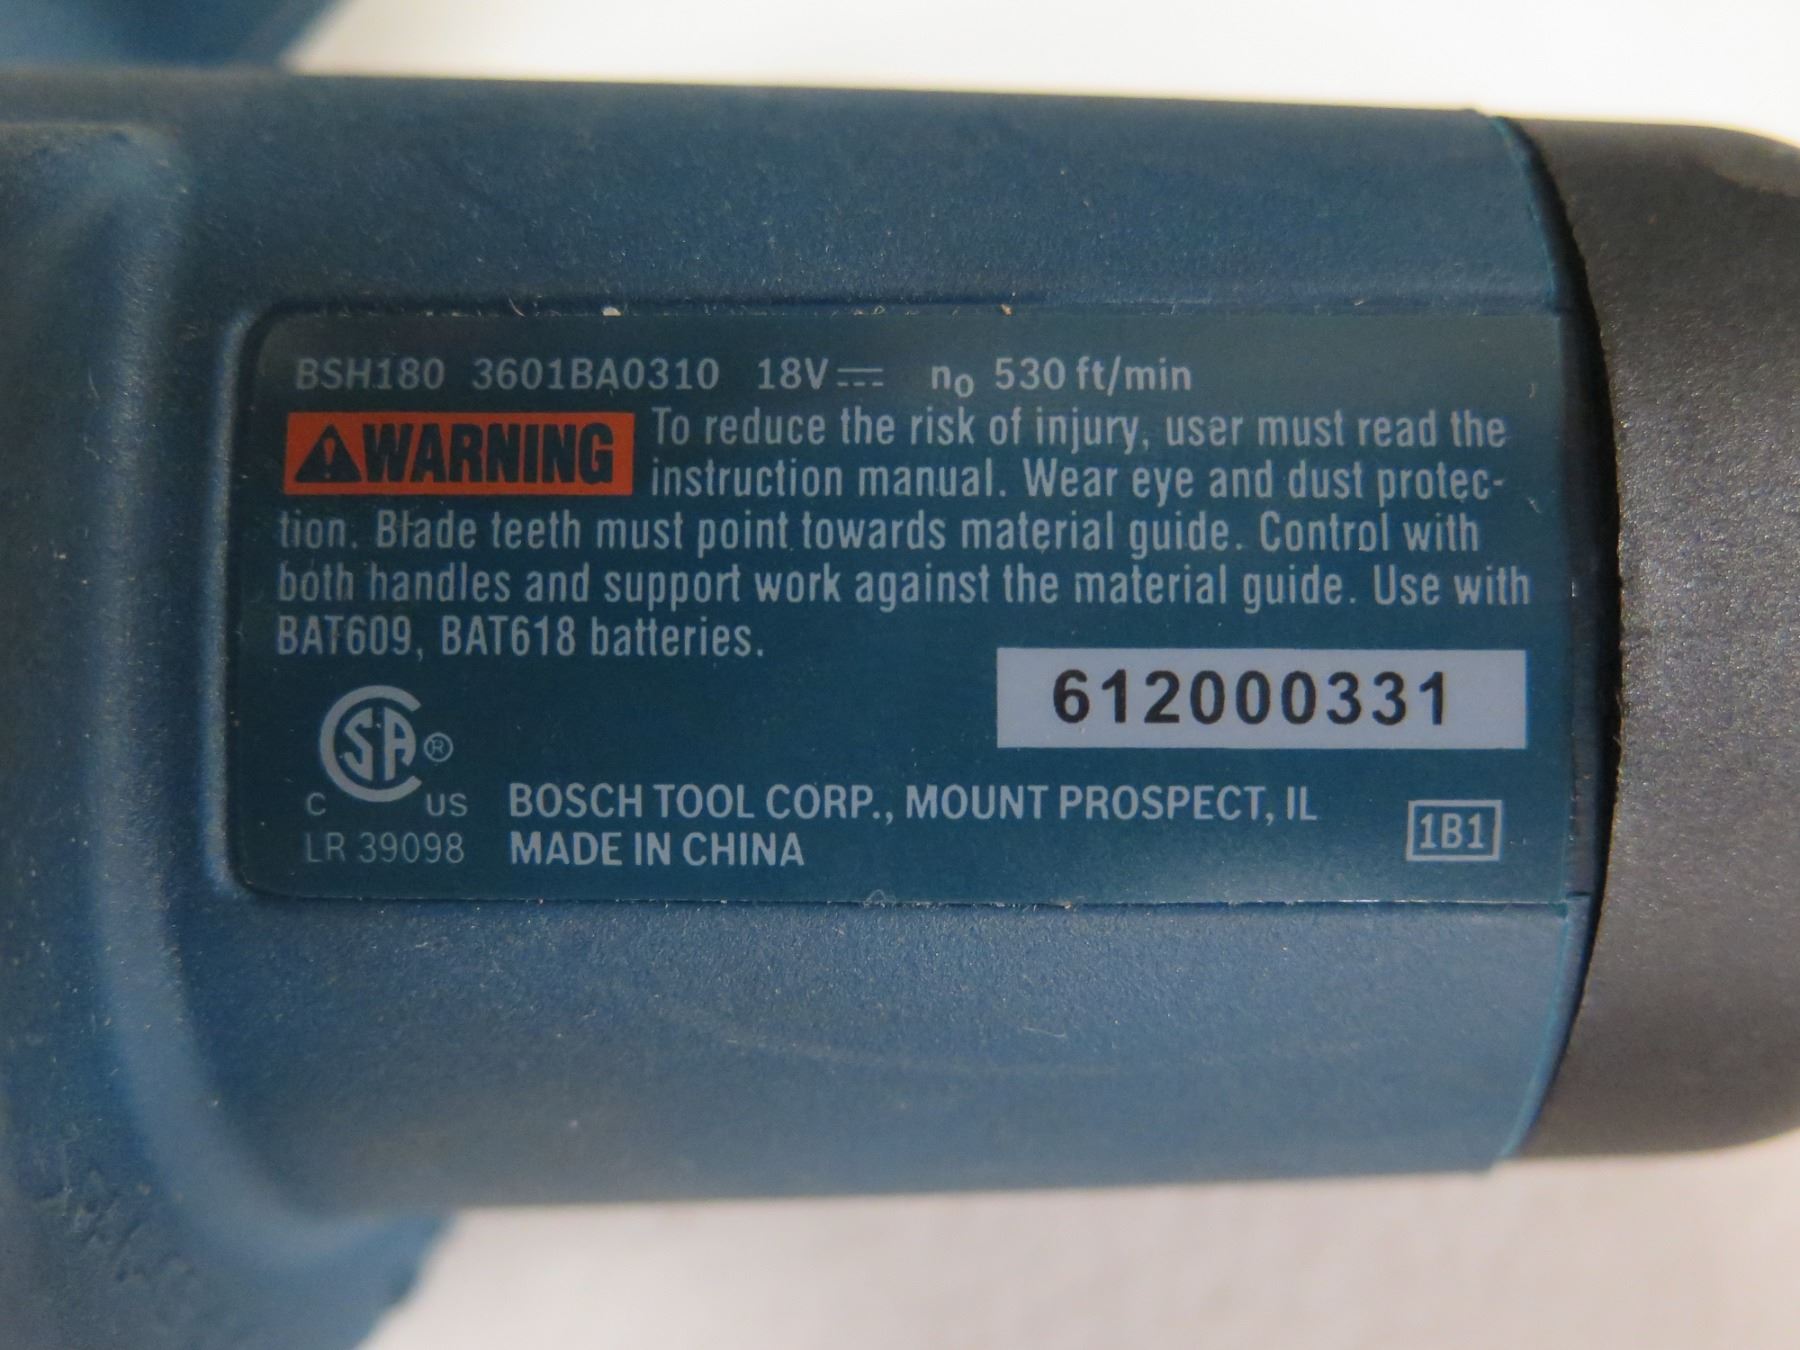 BSH180 3601BA0310 18V⎓ n₀ 530 ft/min
⚠WARNING To reduce the risk of injury, user must read the
instruction manual. Wear eye and dust protec-
tion. Blade teeth must point towards material guide. Control with
both handles and support work against the material guide. Use with
BAT609, BAT618 batteries.
612000331
CSA®
C US
LR 39098
BOSCH TOOL CORP., MOUNT PROSPECT, IL
MADE IN CHINA
1B1